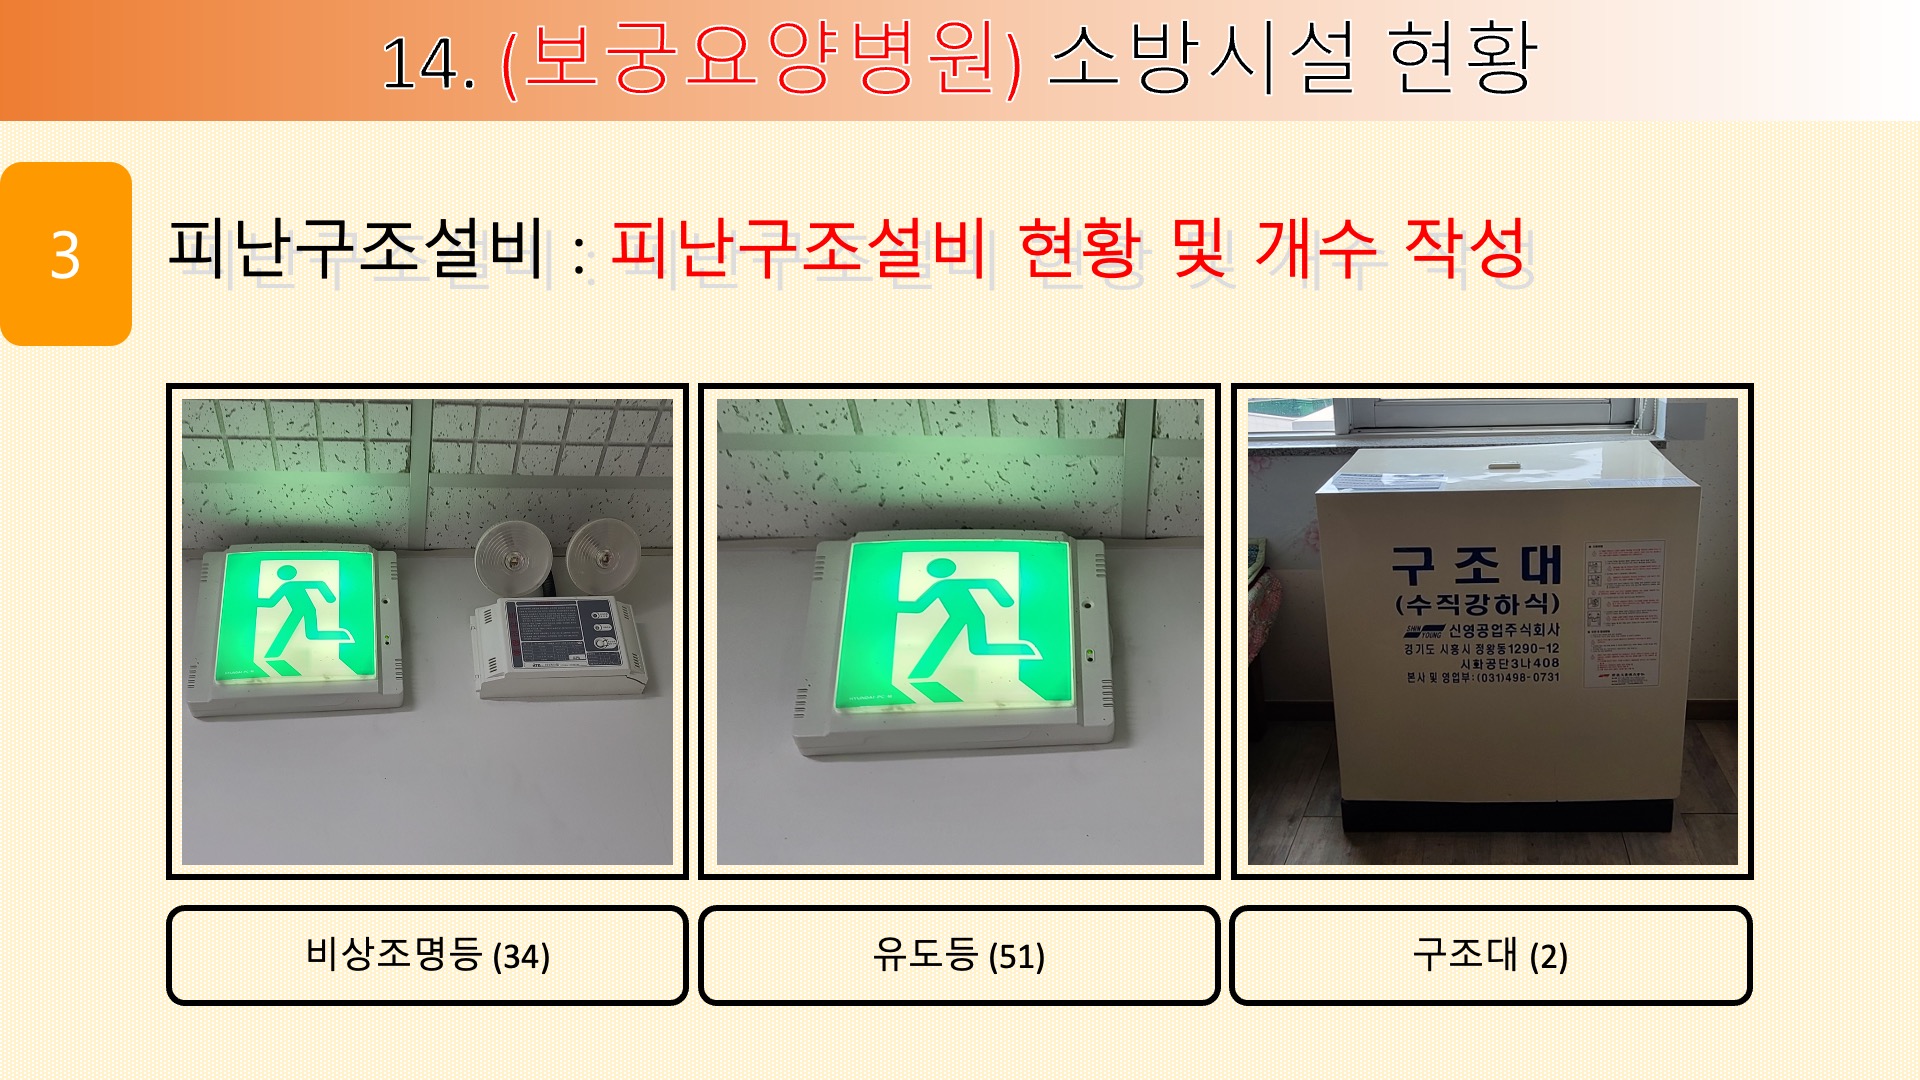 14. (보궁요양병원) 소방시설 현황
3
피난구조설비 : 피난구조설비 현황 및 개수 작성
구조대
(수직강하식)
SHIN YOUNG 신영공업주식회사
경기도 시흥시 정왕동1290-12
시화공단3나408
본사 및 영업부:(031)498-0731
비상조명등 (34)
유도등 (51)
구조대 (2)